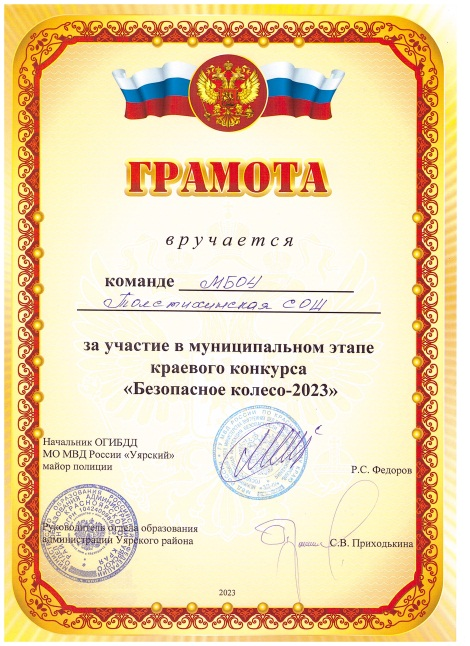 ГРАМОТА
вручается
команде МБОУ
Толстихинская СОШ
за участие в муниципальном этапе
краевого конкурса
«Безопасное колесо-2023»
Начальник ОГИБДД
МО МВД России «Уярский»
майор полиции
Р.С. Федоров
Руководитель отдела образования
администрации Уярского района
С.В. Приходькина
2023